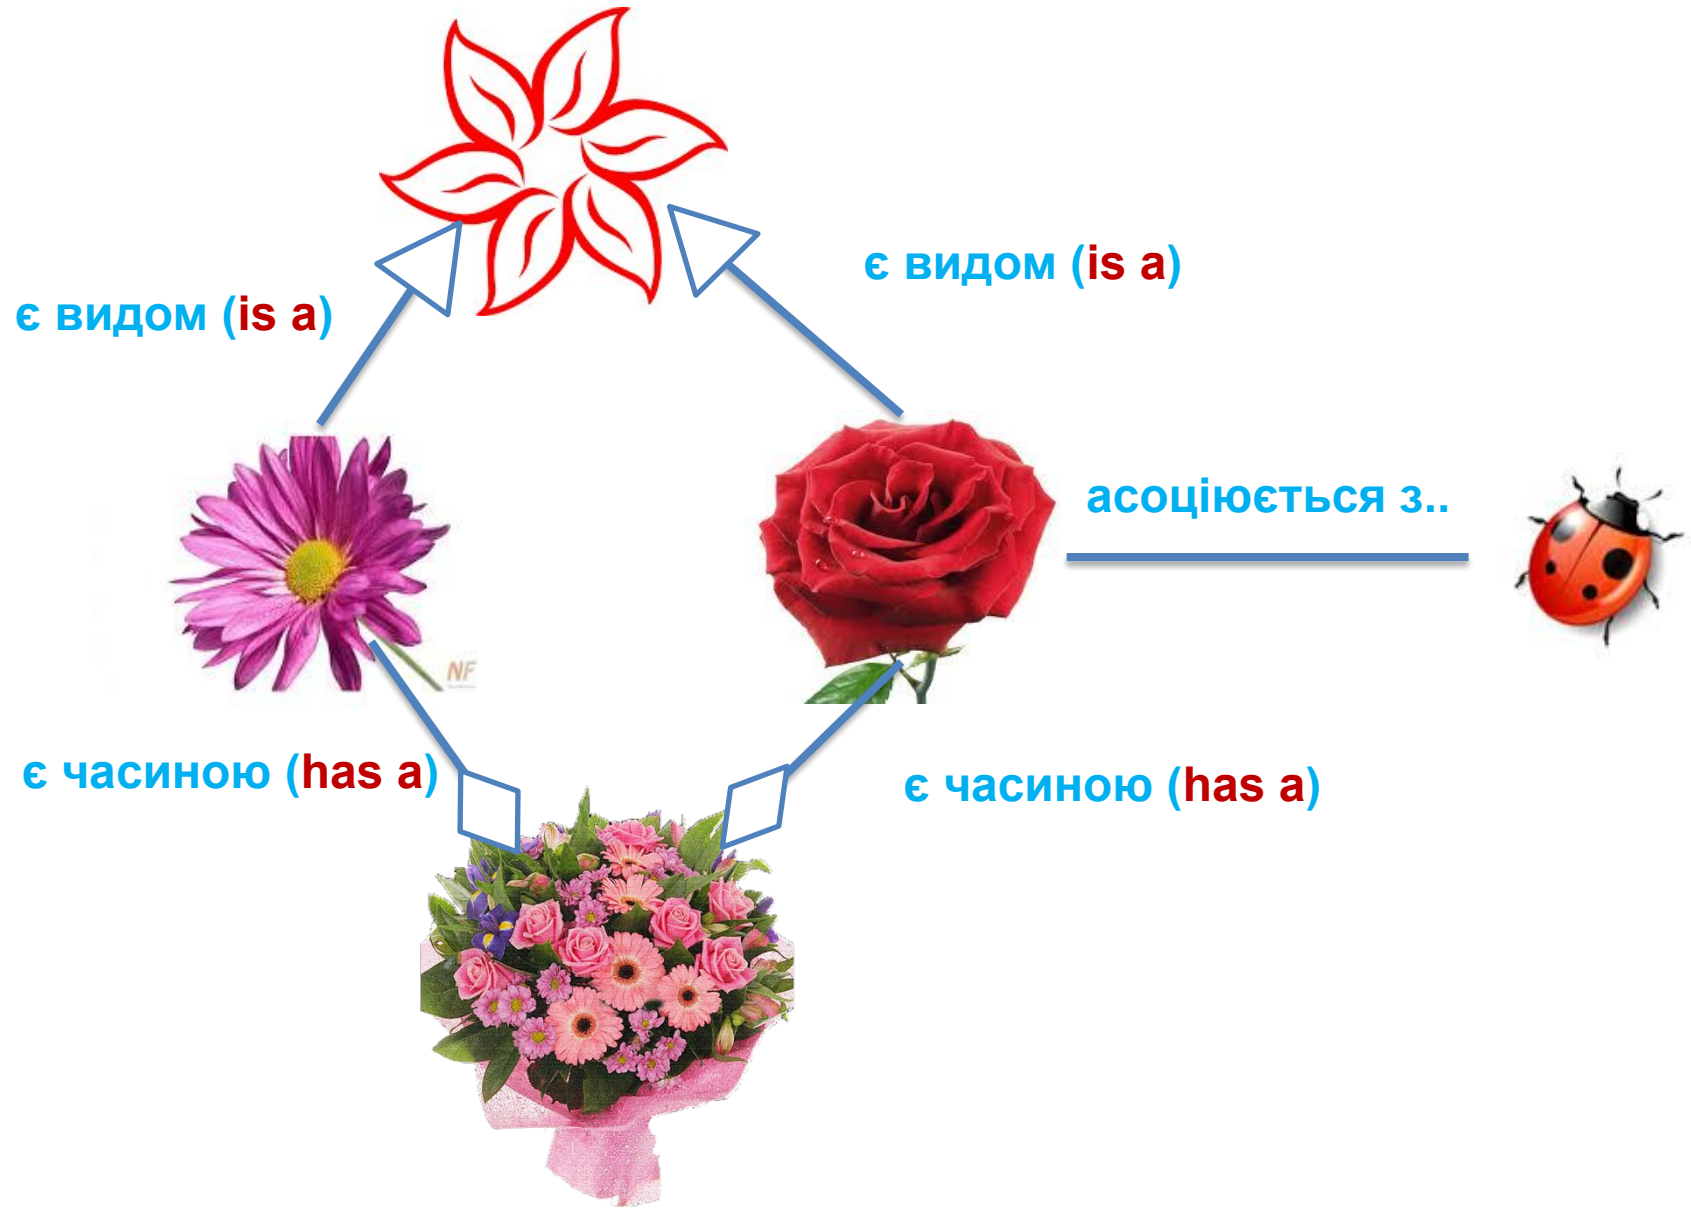 є видом (is a)
є видом (is a)
асоціюється з..
NF
є часиною (has a)
є часиною (has a)